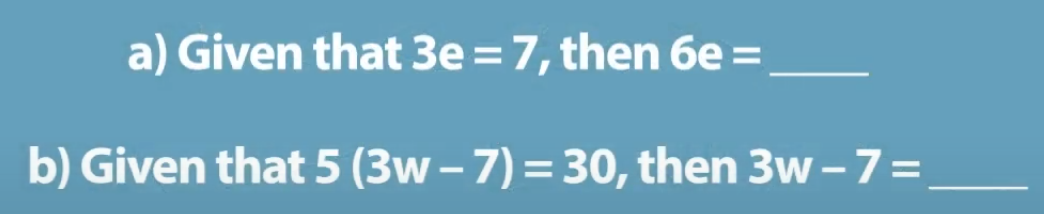 a) Given that 3e = 7, then 6e = _____
b) Given that 5 (3w – 7) = 30, then 3w – 7 = _____